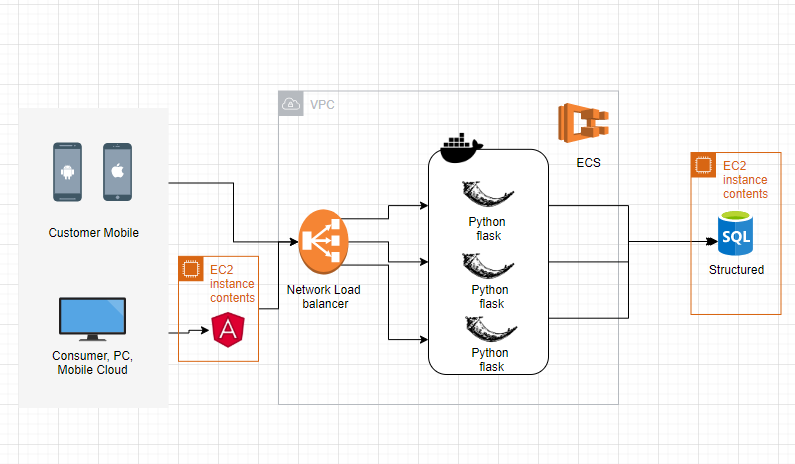 VPC
ECS
Customer Mobile
Python
flask
EC2
instance
contents
SQL
Structured
EC2
instance
contents
Network Load
balancer
Python
flask
A
Consumer, PC,
Mobile Cloud
Python
flask